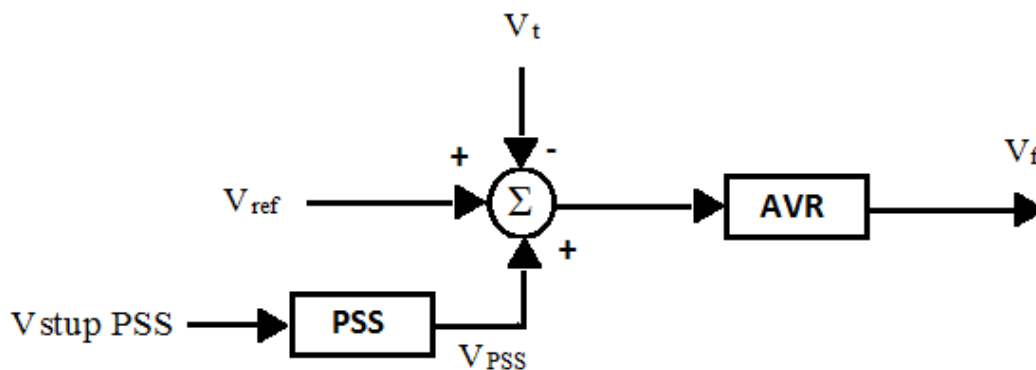 Vt
-
+
Vref
Σ
AVR
Vf
+
Vstup PSS
PSS
VPSS